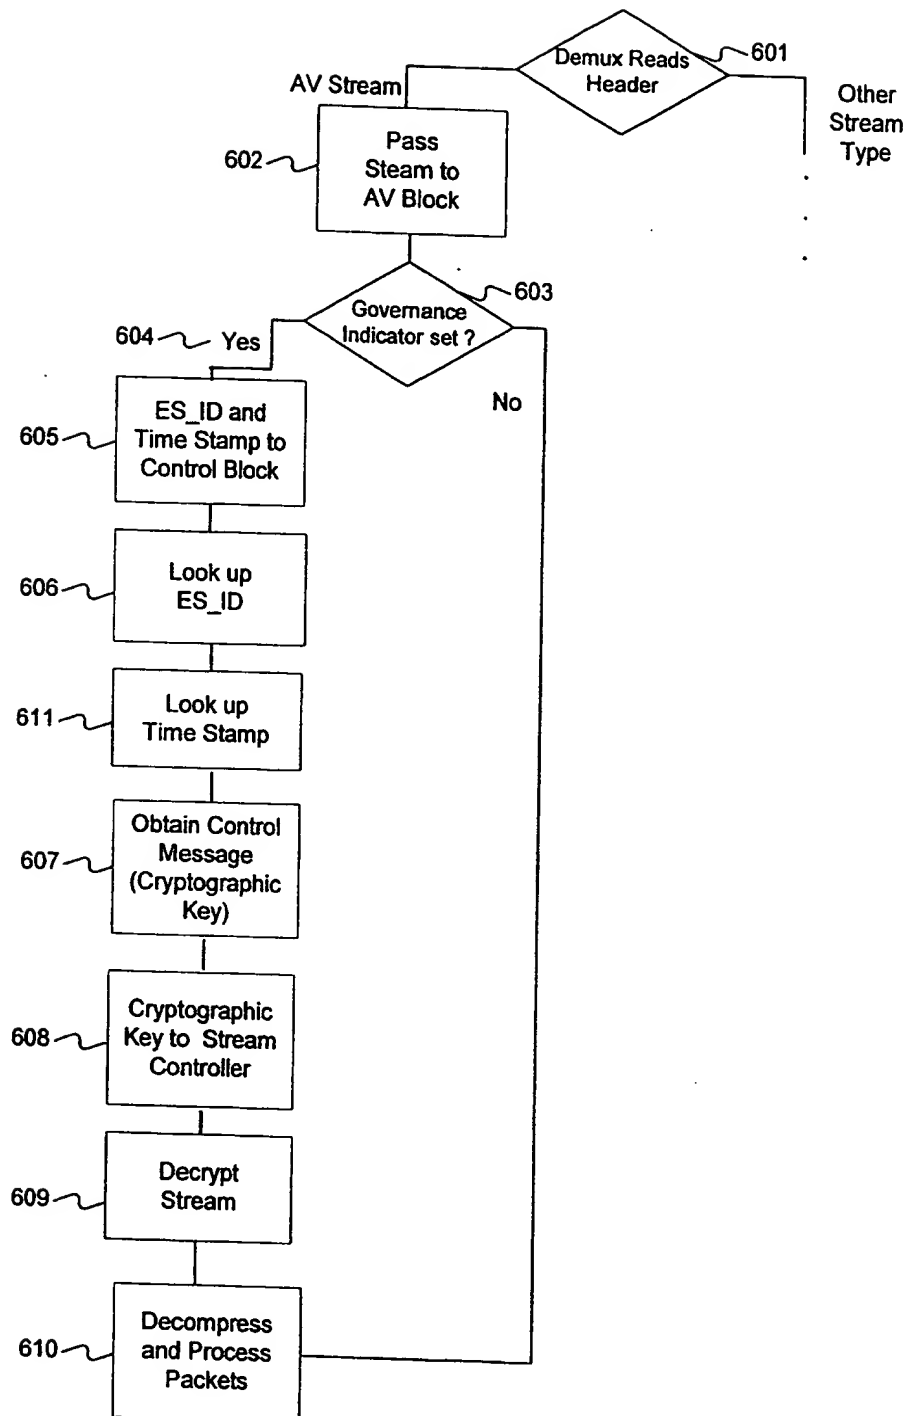 Demux Reads
Header
601
AV Stream
Other
Stream
Type
602
Pass
Steam to
AV Block
603
Governance
Indicator set ?
604
Yes
No
605
ES_ID and
Time Stamp to
Control Block
606
Look up
ES_ID
611
Look up
Time Stamp
607
Obtain Control
Message
(Cryptographic
Key)
608
Cryptographic
Key to Stream
Controller
609
Decrypt
Stream
610
Decompress
and Process
Packets